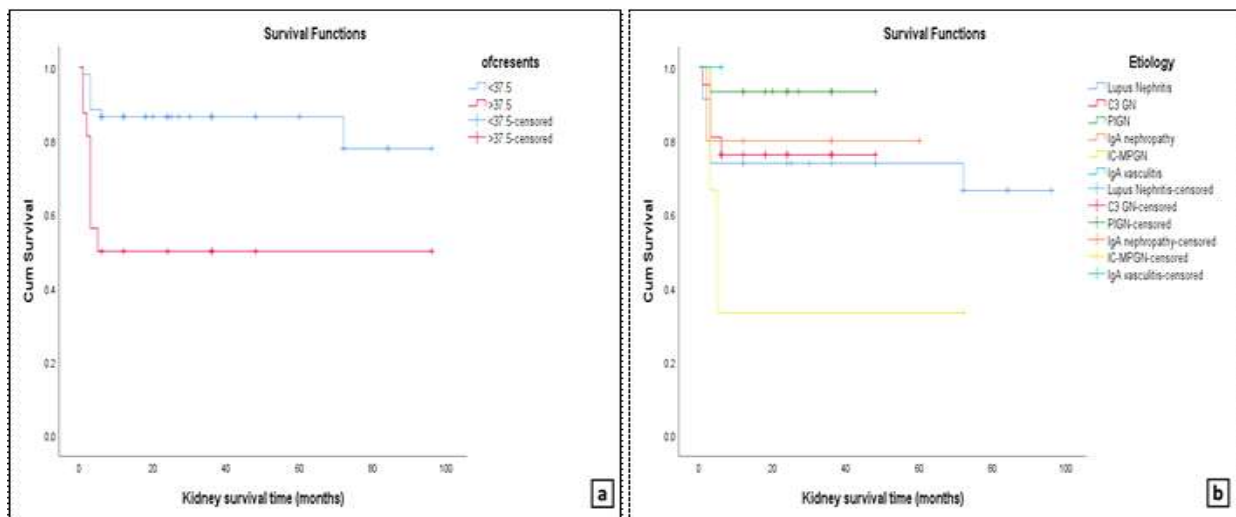 Survival Functions
ofcresents
<37.5
>37.5
<37.5-censored
>37.5-censored
1.0
0.8
0.6
0.4
0.2
0.0
Cum Survival
0 20 40 60 80 100
Kidney survival time (months)
a
Survival Functions
Etiology
Lupus Nephritis
C3 GN
PIGN
IgA nephropathy
IC-MPGN
IgA vasculitis
Lupus Nephritis-censored
C3 GN-censored
PIGN-censored
IgA nephropathy-censored
IC-MPGN-censored
IgA vasculitis-censored
1.0
0.8
0.6
0.4
0.2
0.0
Cum Survival
0 20 40 60 80 100
Kidney survival time (months)
b